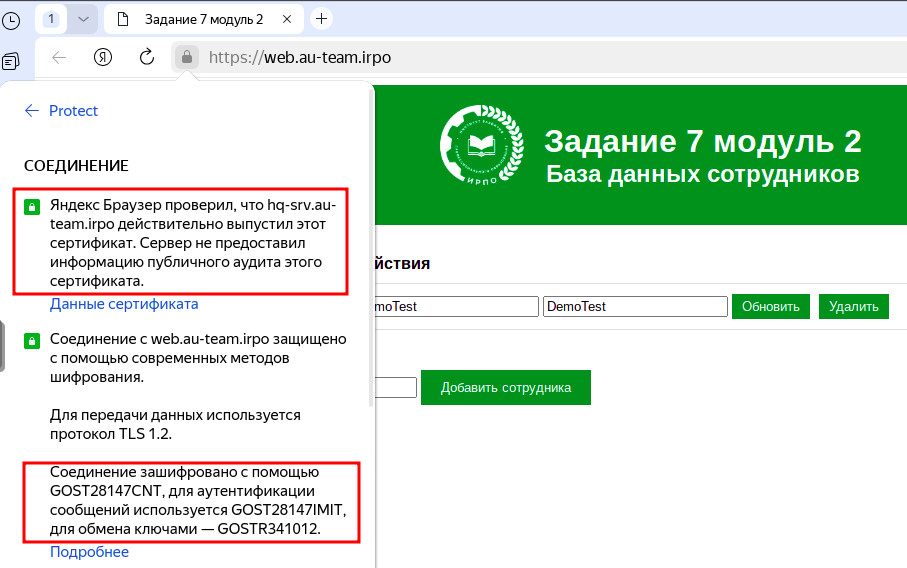 1
Задание 7 модуль 2
https://web.au-team.irpo
Protect
СОЕДИНЕНИЕ
Яндекс Браузер проверил, что hq-srv.au-
team.irpo действительно выпустил этот
сертификат. Сервер не предоставил
информацию публичного аудита этого
сертификата.
Данные сертификата
Соединение с web.au-team.irpo защищено
с помощью современных методов
шифрования.
Для передачи данных используется
протокол TLS 1.2.
Соединение зашифровано с помощью
GOST28147CNT, для аутентификации
сообщений используется GOST28147IMIT,
для обмена ключами — GOSTR341012.
Подробнее
ИРПО
Задание 7 модуль 2
База данных сотрудников
йствия
moTest
DemoTest
Обновить
Удалить
Добавить сотрудника